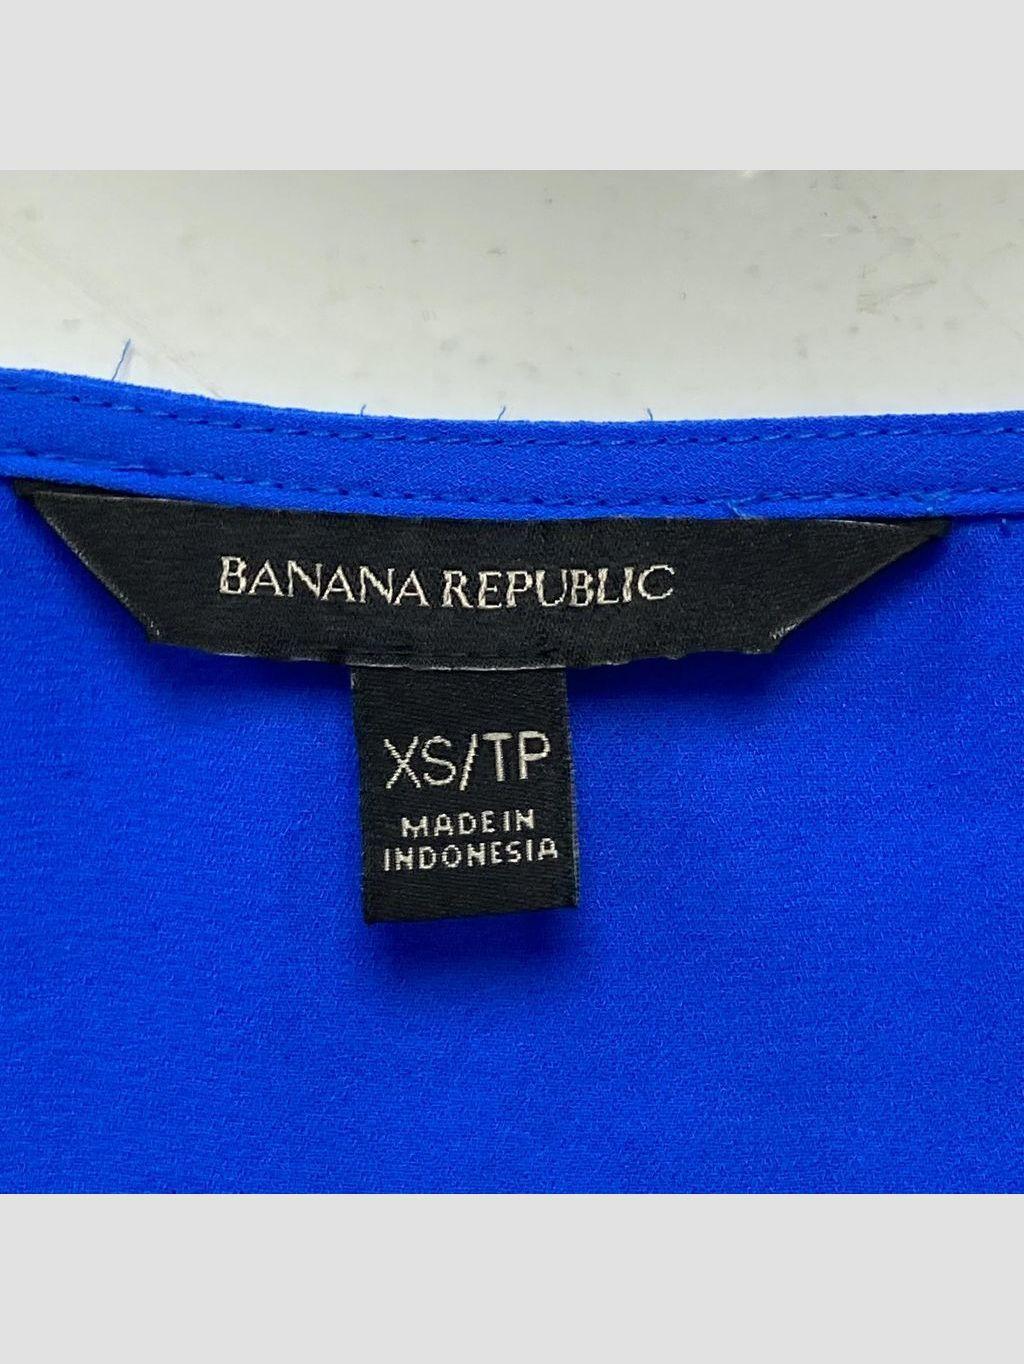 BANANA REPUBLIC
XS/TP
MADE IN
INDONESIA